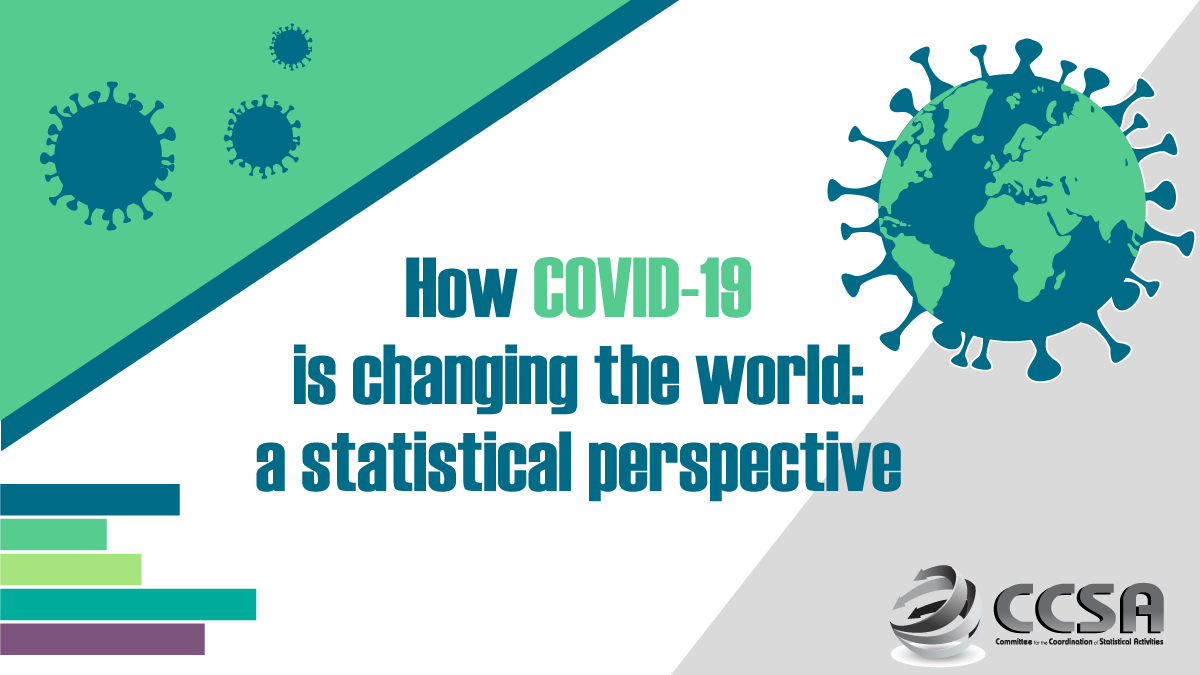 How COVID-19
is changing the world:
a statistical perspective
CCSA
Committee for the Coordination of Statistical Activities